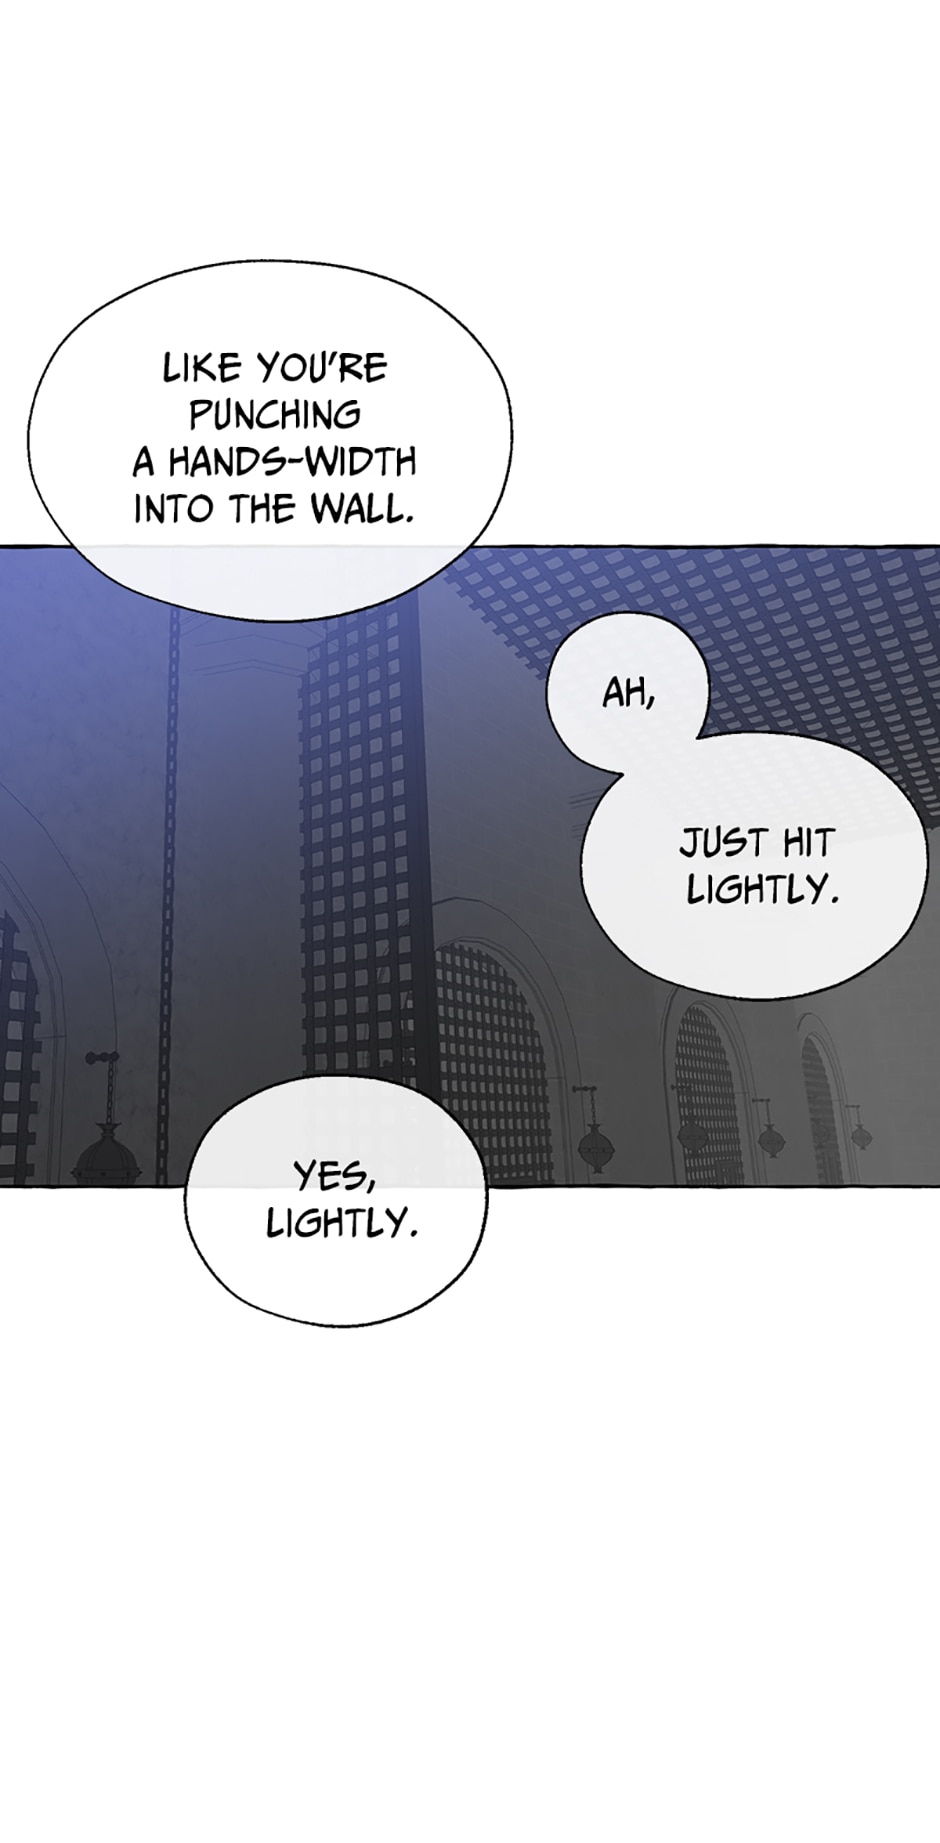 LIKE YOU'RE
PUNCHING
A HANDS-WIDTH
INTO THE WALL.
AH,
JUST HIT
LIGHTLY.
YES,
LIGHTLY.